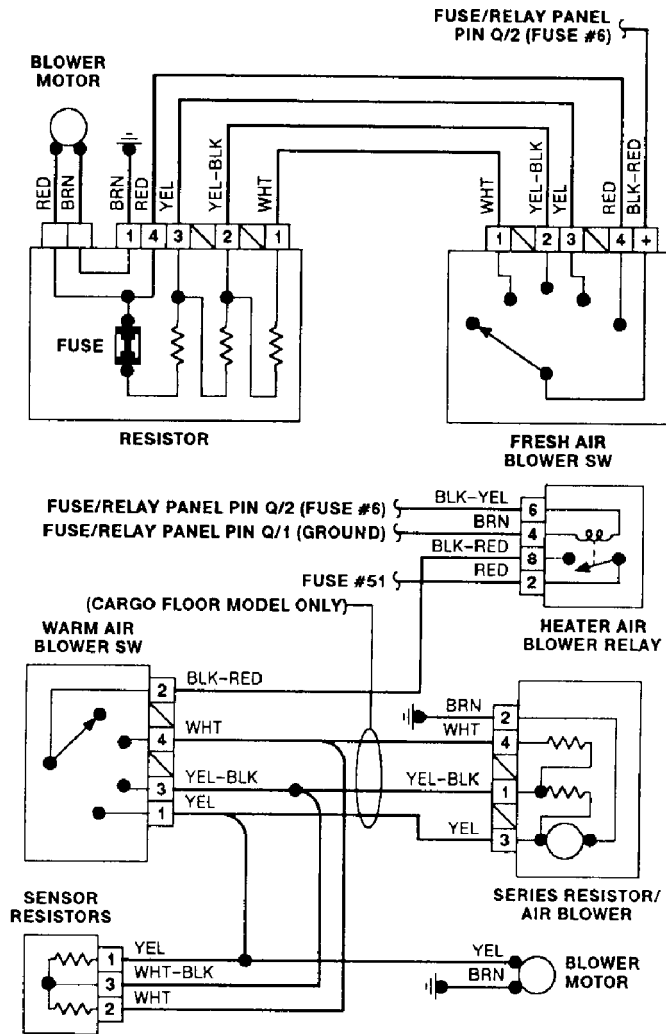 FUSE/RELAY PANEL
PIN Q/2 (FUSE #6)
BLOWER
MOTOR
RED
BRN
BRN
RED
YEL
YEL-BLK
WHT
WHT
YEL-BLK
YEL
RED
BLK-RED
1 4 3 2 1
1 2 3 4 +
FUSE
RESISTOR
FRESH AIR
BLOWER SW
FUSE/RELAY PANEL PIN Q/2 (FUSE #6)
BLK-YEL
6
FUSE/RELAY PANEL PIN Q/1 (GROUND)
BRN
4
BLK-RED
8
FUSE #51
RED
2
HEATER AIR
BLOWER RELAY
(CARGO FLOOR MODEL ONLY)
WARM AIR
BLOWER SW
2
BLK-RED
4
WHT
3
YEL-BLK
1
YEL
BRN
2
WHT
4
YEL-BLK
1
YEL
3
SERIES RESISTOR/
AIR BLOWER
SENSOR
RESISTORS
1
YEL
3
WHT-BLK
2
WHT
YEL
BRN
BLOWER
MOTOR